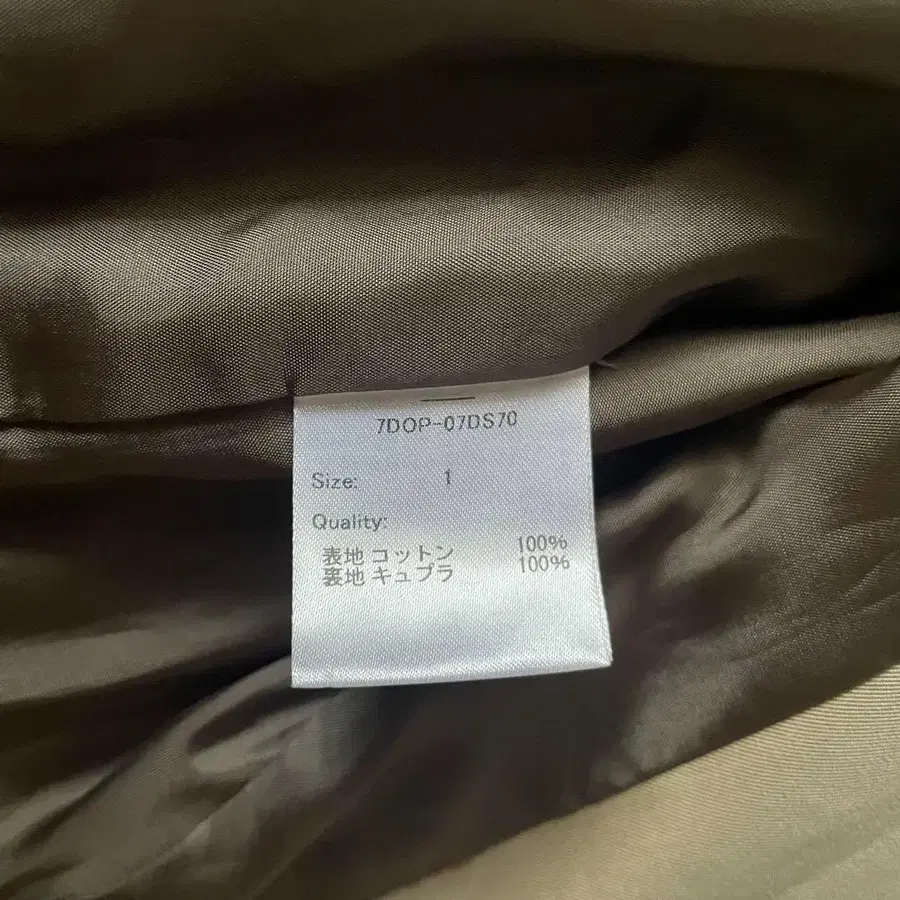 7DOP-07DS70
Size: 1
Quality:
表地 コットン 100%
裏地 キュプラ 100%